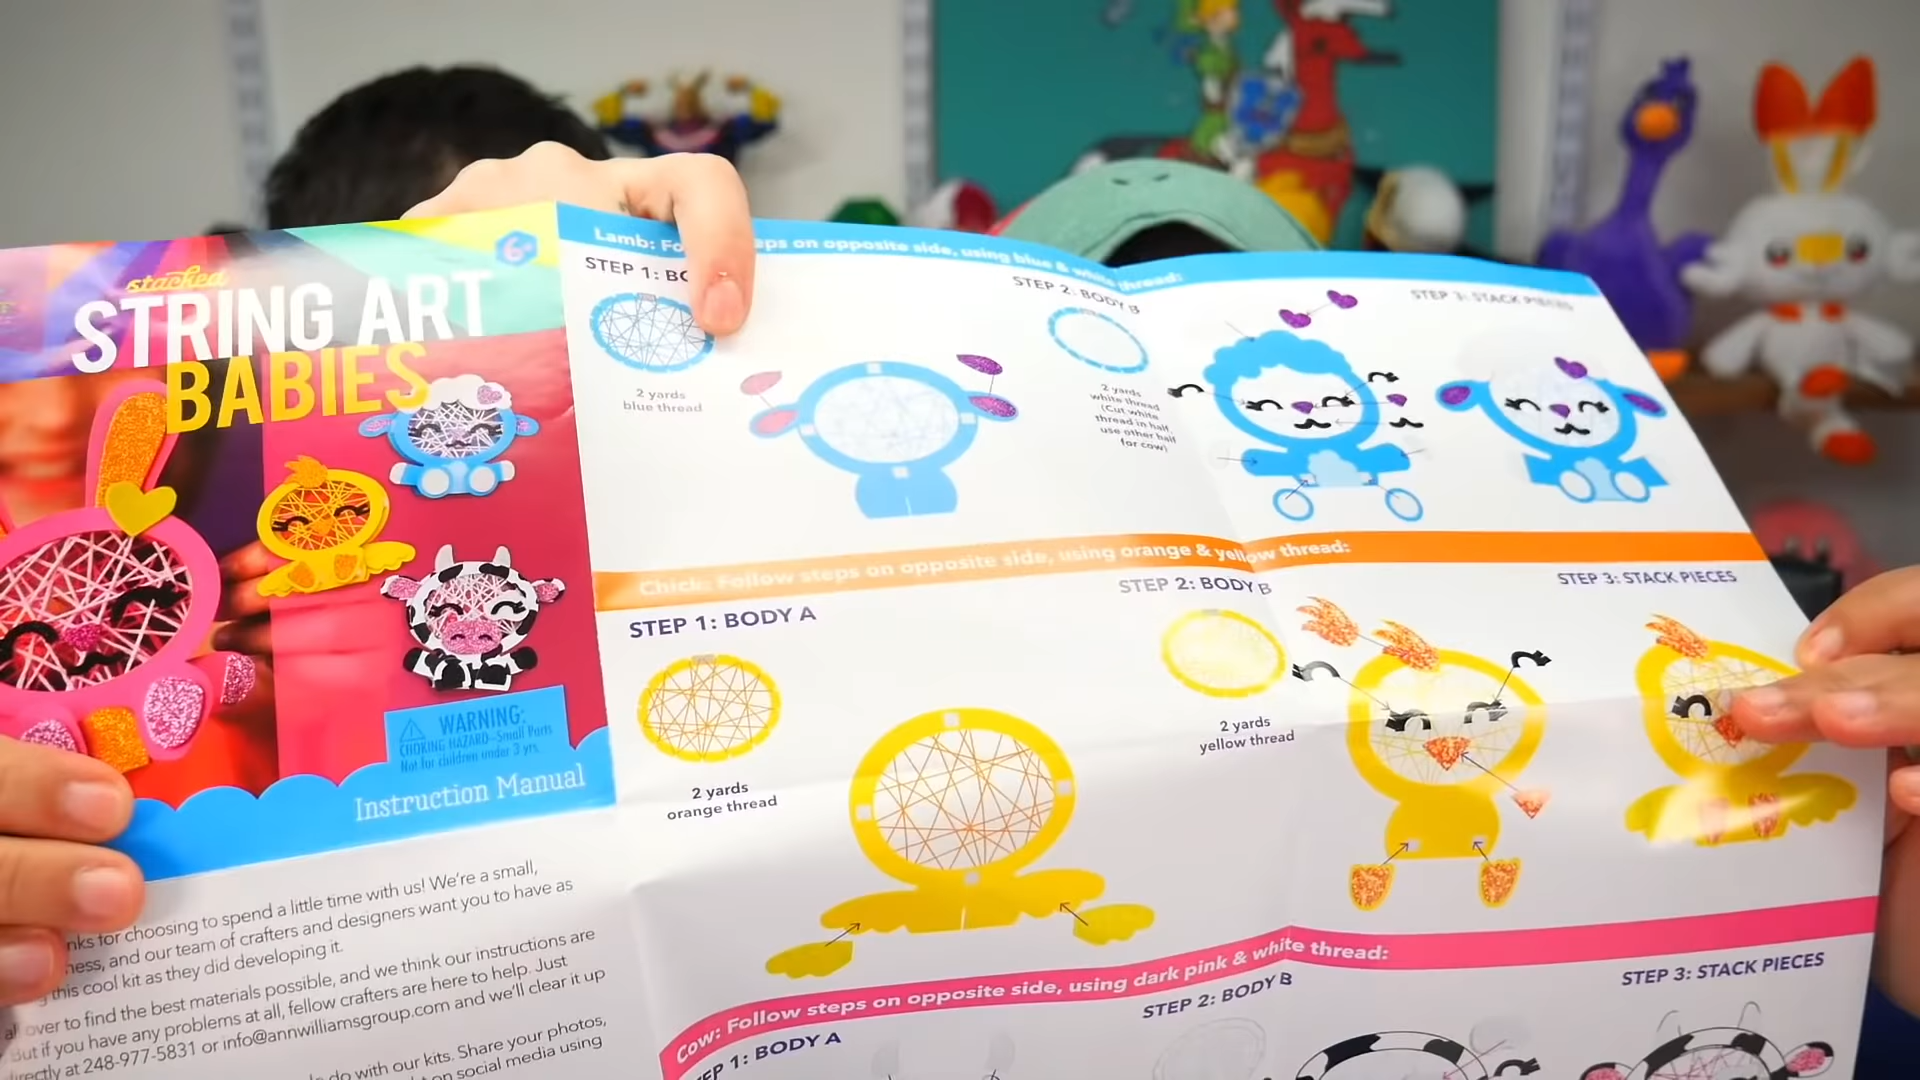 stacked
STRING ART
BABIES
6+
WARNING:
CHOKING HAZARD—Small Parts
Not for children under 3 yrs.
Instruction Manual
for choosing to spend a little time with us! We're a small,
and our team of crafters and designers want you to have as
this cool kit as they did developing it.
over to find the best materials possible, and we think our instructions are
But if you have any problems at all, fellow crafters are here to help. Just
at 248-977-5831 or info@annwilliamsgroup.com and we'll clear it up
do with our kits. Share your photos,
social media using
Lamb: on opposite side, using blue & white thread:
STEP 1:
2 yards
blue thread
STEP 2: BODY B
2 yards
white thread
(Cut white
thread in half,
use other half
for cow)
STEP 3: STACK PIECES
Chick: Follow steps on opposite side, using orange & yellow thread:
STEP 1: BODY A
2 yards
orange thread
STEP 2: BODY B
2 yards
yellow thread
STEP 3: STACK PIECES
Cow: Follow steps on opposite side, using dark pink & white thread:
1: BODY A
STEP 2: BODY B
STEP 3: STACK PIECES